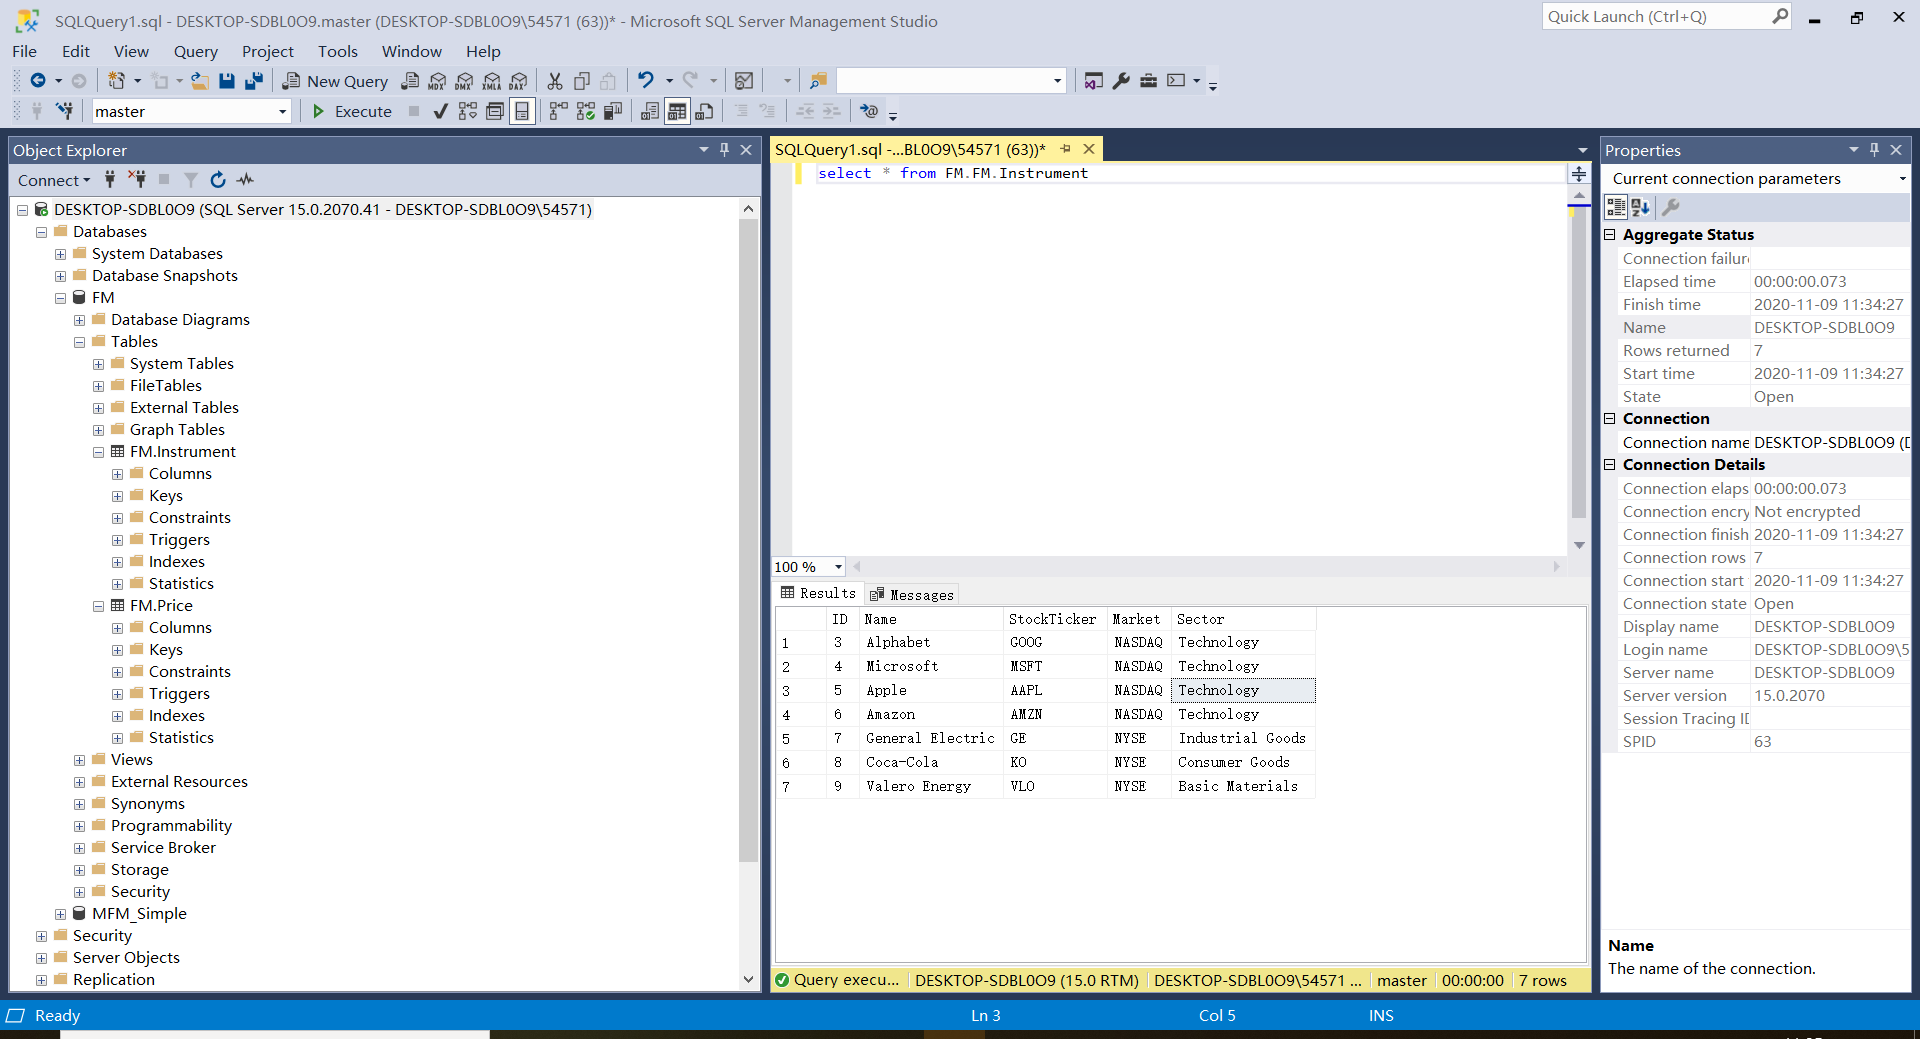 SQLQuery1.sql - DESKTOP-SDBL0O9.master (DESKTOP-SDBL0O9\54571 (63))* - Microsoft SQL Server Management Studio
Quick Launch (Ctrl+Q)
File Edit View Query Project Tools Window Help
New Query MDX DMX XMLA DAX
master Execute
Object Explorer
Connect
DESKTOP-SDBL0O9 (SQL Server 15.0.2070.41 - DESKTOP-SDBL0O9\54571)
Databases
System Databases
Database Snapshots
FM
Database Diagrams
Tables
System Tables
FileTables
External Tables
Graph Tables
FM.Instrument
Columns
Keys
Constraints
Triggers
Indexes
Statistics
FM.Price
Columns
Keys
Constraints
Triggers
Indexes
Statistics
Views
External Resources
Synonyms
Programmability
Service Broker
Storage
Security
MFM_Simple
Security
Server Objects
Replication
SQLQuery1.sql -...BL0O9\54571 (63))*
select * from FM.FM.Instrument
100 %
Results Messages
ID Name StockTicker Market Sector
1 3 Alphabet GOOG NASDAQ Technology
2 4 Microsoft MSFT NASDAQ Technology
3 5 Apple AAPL NASDAQ Technology
4 6 Amazon AMZN NASDAQ Technology
5 7 General Electric GE NYSE Industrial Goods
6 8 Coca-Cola KO NYSE Consumer Goods
7 9 Valero Energy VLO NYSE Basic Materials
Query execu... DESKTOP-SDBL0O9 (15.0 RTM) DESKTOP-SDBL0O9\54571 ... master 00:00:00 7 rows
Properties
Current connection parameters
Aggregate Status
Connection failure
Elapsed time 00:00:00.073
Finish time 2020-11-09 11:34:27
Name DESKTOP-SDBL0O9
Rows returned 7
Start time 2020-11-09 11:34:27
State Open
Connection
Connection name DESKTOP-SDBL0O9 (D
Connection Details
Connection elaps 00:00:00.073
Connection encry Not encrypted
Connection finish 2020-11-09 11:34:27
Connection rows 7
Connection start 2020-11-09 11:34:27
Connection state Open
Display name DESKTOP-SDBL0O9
Login name DESKTOP-SDBL0O9\5
Server name DESKTOP-SDBL0O9
Server version 15.0.2070
Session Tracing ID
SPID 63
Name
The name of the connection.
Ready Ln 3 Col 5 INS